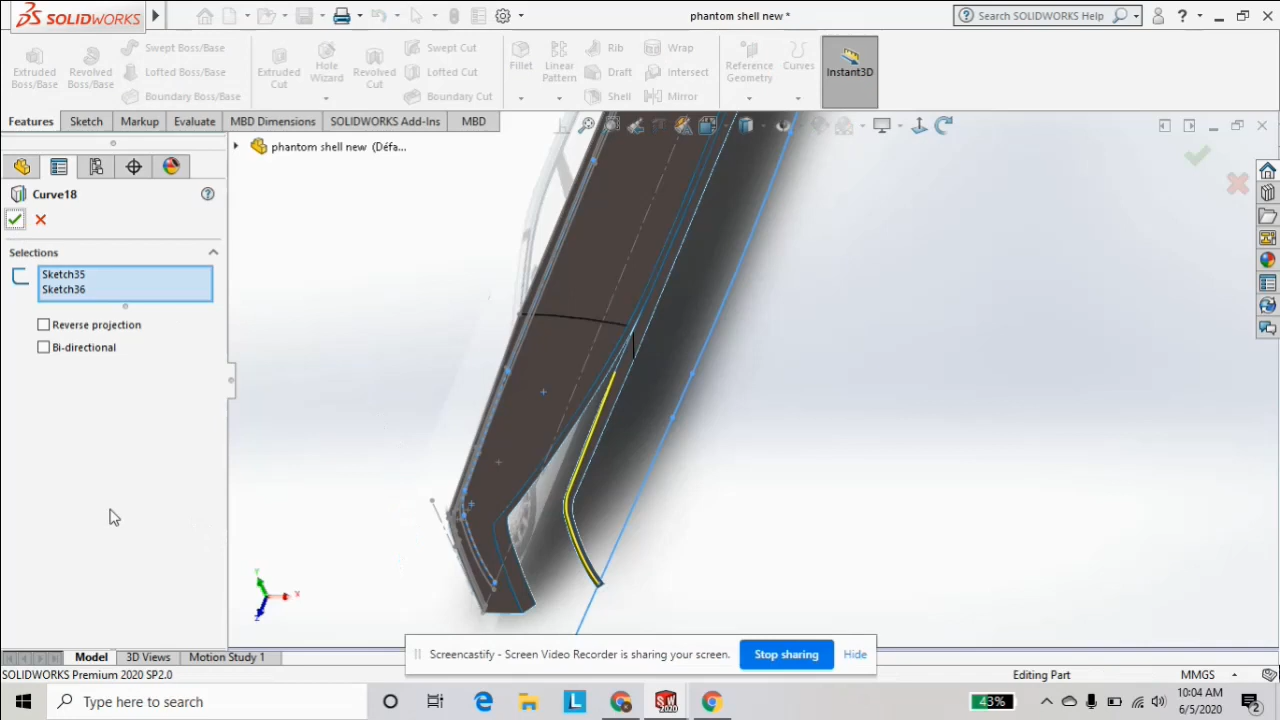 SOLIDWORKS
phantom shell new *
Search SOLIDWORKS Help
Extruded Boss/Base
Revolved Boss/Base
Swept Boss/Base
Lofted Boss/Base
Boundary Boss/Base
Extruded Cut
Hole Wizard
Revolved Cut
Swept Cut
Lofted Cut
Boundary Cut
Fillet
Linear Pattern
Rib
Draft
Shell
Wrap
Intersect
Mirror
Reference Geometry
Curves
Instant3D
Features
Sketch
Markup
Evaluate
MBD Dimensions
SOLIDWORKS Add-Ins
MBD
phantom shell new (Défa...
Curve18
Selections
Sketch35
Sketch36
Reverse projection
Bi-directional
Y
X
Z
Screencastify - Screen Video Recorder is sharing your screen.
Stop sharing
Hide
Model
3D Views
Motion Study 1
SOLIDWORKS Premium 2020 SP2.0
Editing Part
MMGS
Type here to search
L
SW
2020
43%
10:04 AM
6/5/2020
2